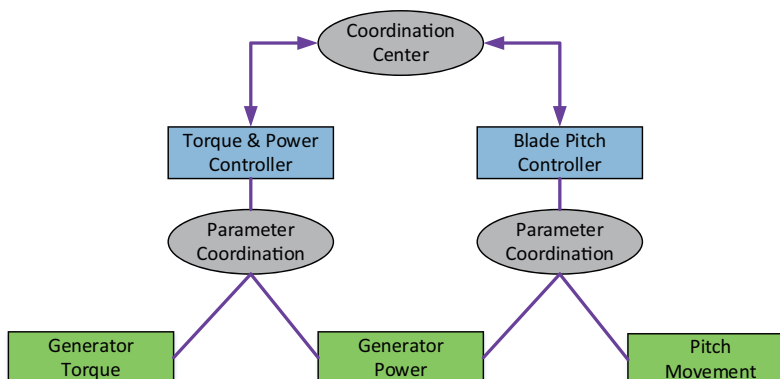 Coordination
Center
Torque & Power
Controller
Blade Pitch
Controller
Parameter
Coordination
Parameter
Coordination
Generator
Torque
Generator
Power
Pitch
Movement